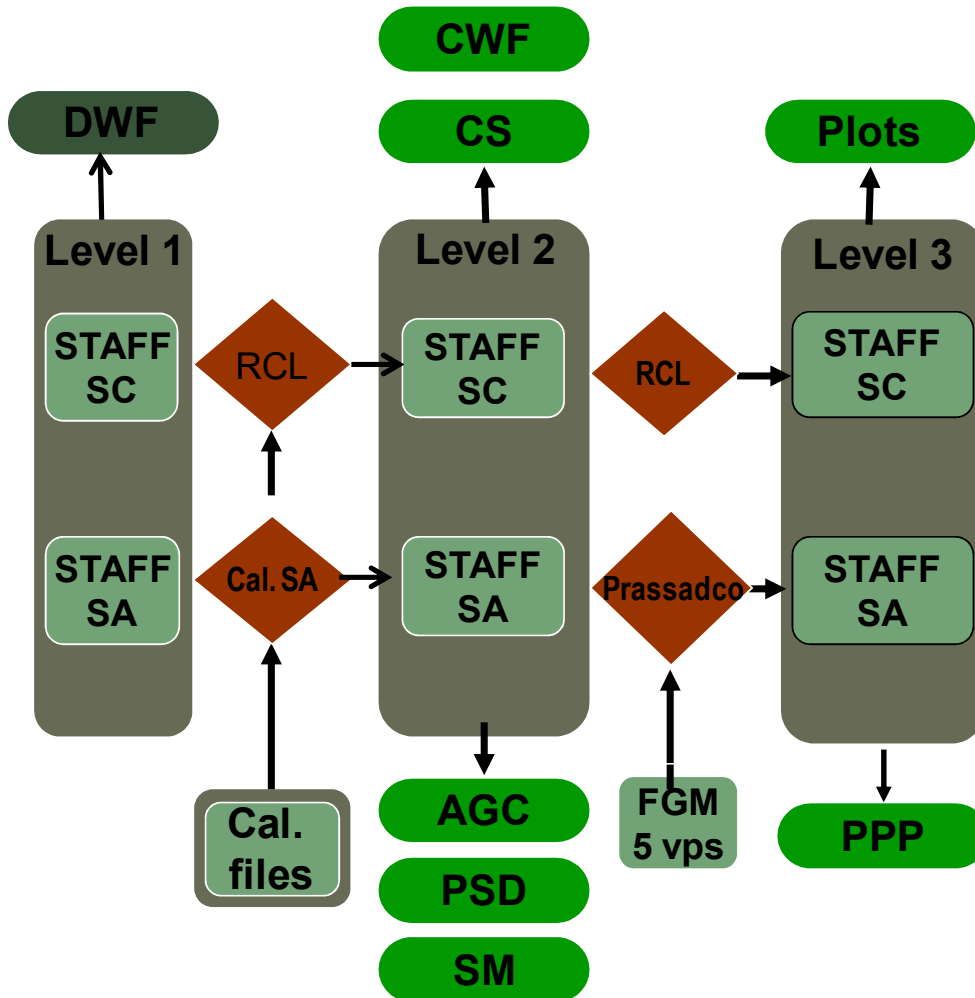 CWF
DWF
CS
Plots
Level 1
Level 2
Level 3
STAFF
SC
RCL
STAFF
SC
RCL
STAFF
SC
STAFF
SA
Cal. SA
STAFF
SA
Prassadco
STAFF
SA
Cal.
files
AGC
FGM
5 vps
PPP
PSD
SM